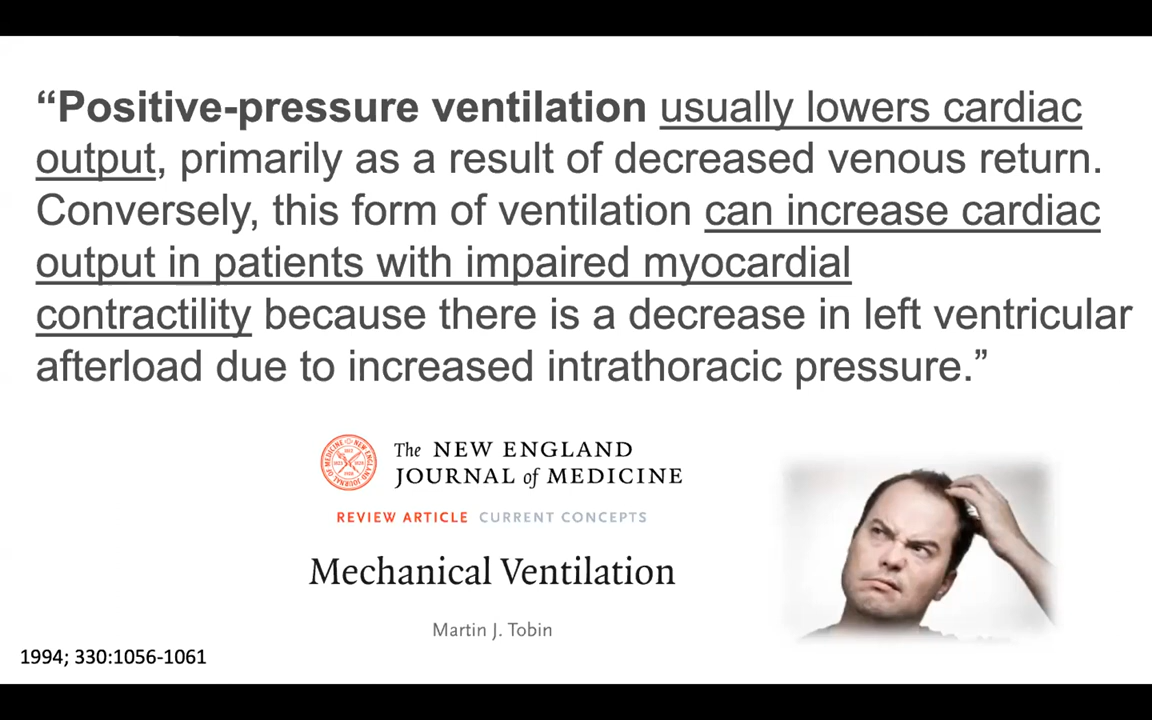 “Positive-pressure ventilation usually lowers cardiac
output, primarily as a result of decreased venous return.
Conversely, this form of ventilation can increase cardiac
output in patients with impaired myocardial
contractility because there is a decrease in left ventricular
afterload due to increased intrathoracic pressure.”
The NEW ENGLAND
JOURNAL of MEDICINE
REVIEW ARTICLE CURRENT CONCEPTS
Mechanical Ventilation
Martin J. Tobin
1994; 330:1056-1061